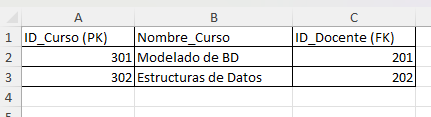 A B C
1 ID_Curso (PK) Nombre_Curso ID_Docente (FK)
2 301 Modelado de BD 201
3 302 Estructuras de Datos 202
4
5